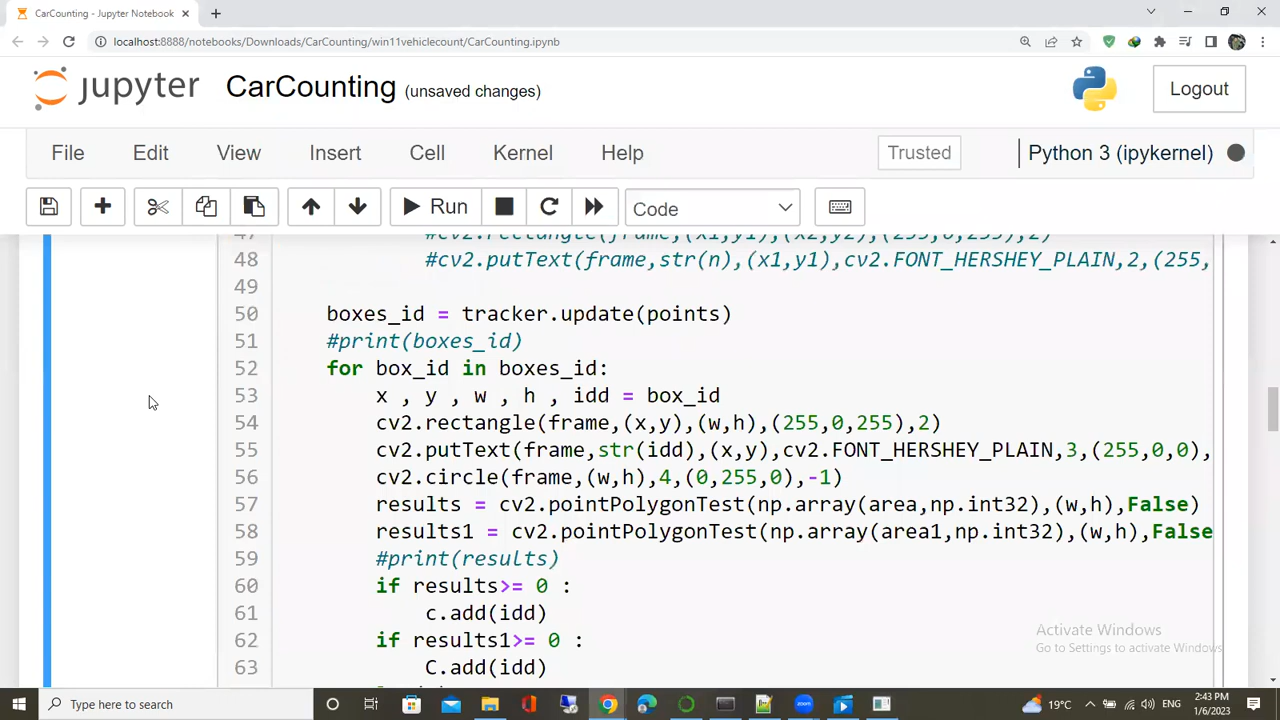 CarCounting - Jupyter Notebook
localhost:8888/notebooks/Downloads/CarCounting/win11vehiclecount/CarCounting.ipynb
jupyter CarCounting (unsaved changes) Logout
File Edit View Insert Cell Kernel Help Trusted Python 3 (ipykernel)
Run Code
47 #cv2.rectangle(frame,(x1,y1),(x2,y2),(255,0,255),2)
48 #cv2.putText(frame,str(n),(x1,y1),cv2.FONT_HERSHEY_PLAIN,2,(255,
49
50 boxes_id = tracker.update(points)
51 #print(boxes_id)
52 for box_id in boxes_id:
53 x , y , w , h , idd = box_id
54 cv2.rectangle(frame,(x,y),(w,h),(255,0,255),2)
55 cv2.putText(frame,str(idd),(x,y),cv2.FONT_HERSHEY_PLAIN,3,(255,0,0),
56 cv2.circle(frame,(w,h),4,(0,255,0),-1)
57 results = cv2.pointPolygonTest(np.array(area,np.int32),(w,h),False)
58 results1 = cv2.pointPolygonTest(np.array(area1,np.int32),(w,h),False
59 #print(results)
60 if results>= 0 :
61 c.add(idd)
62 if results1>= 0 :
63 C.add(idd)
Activate Windows
Go to Settings to activate Windows
Type here to search
zoom
19°C ENG 2:43 PM
1/6/2023